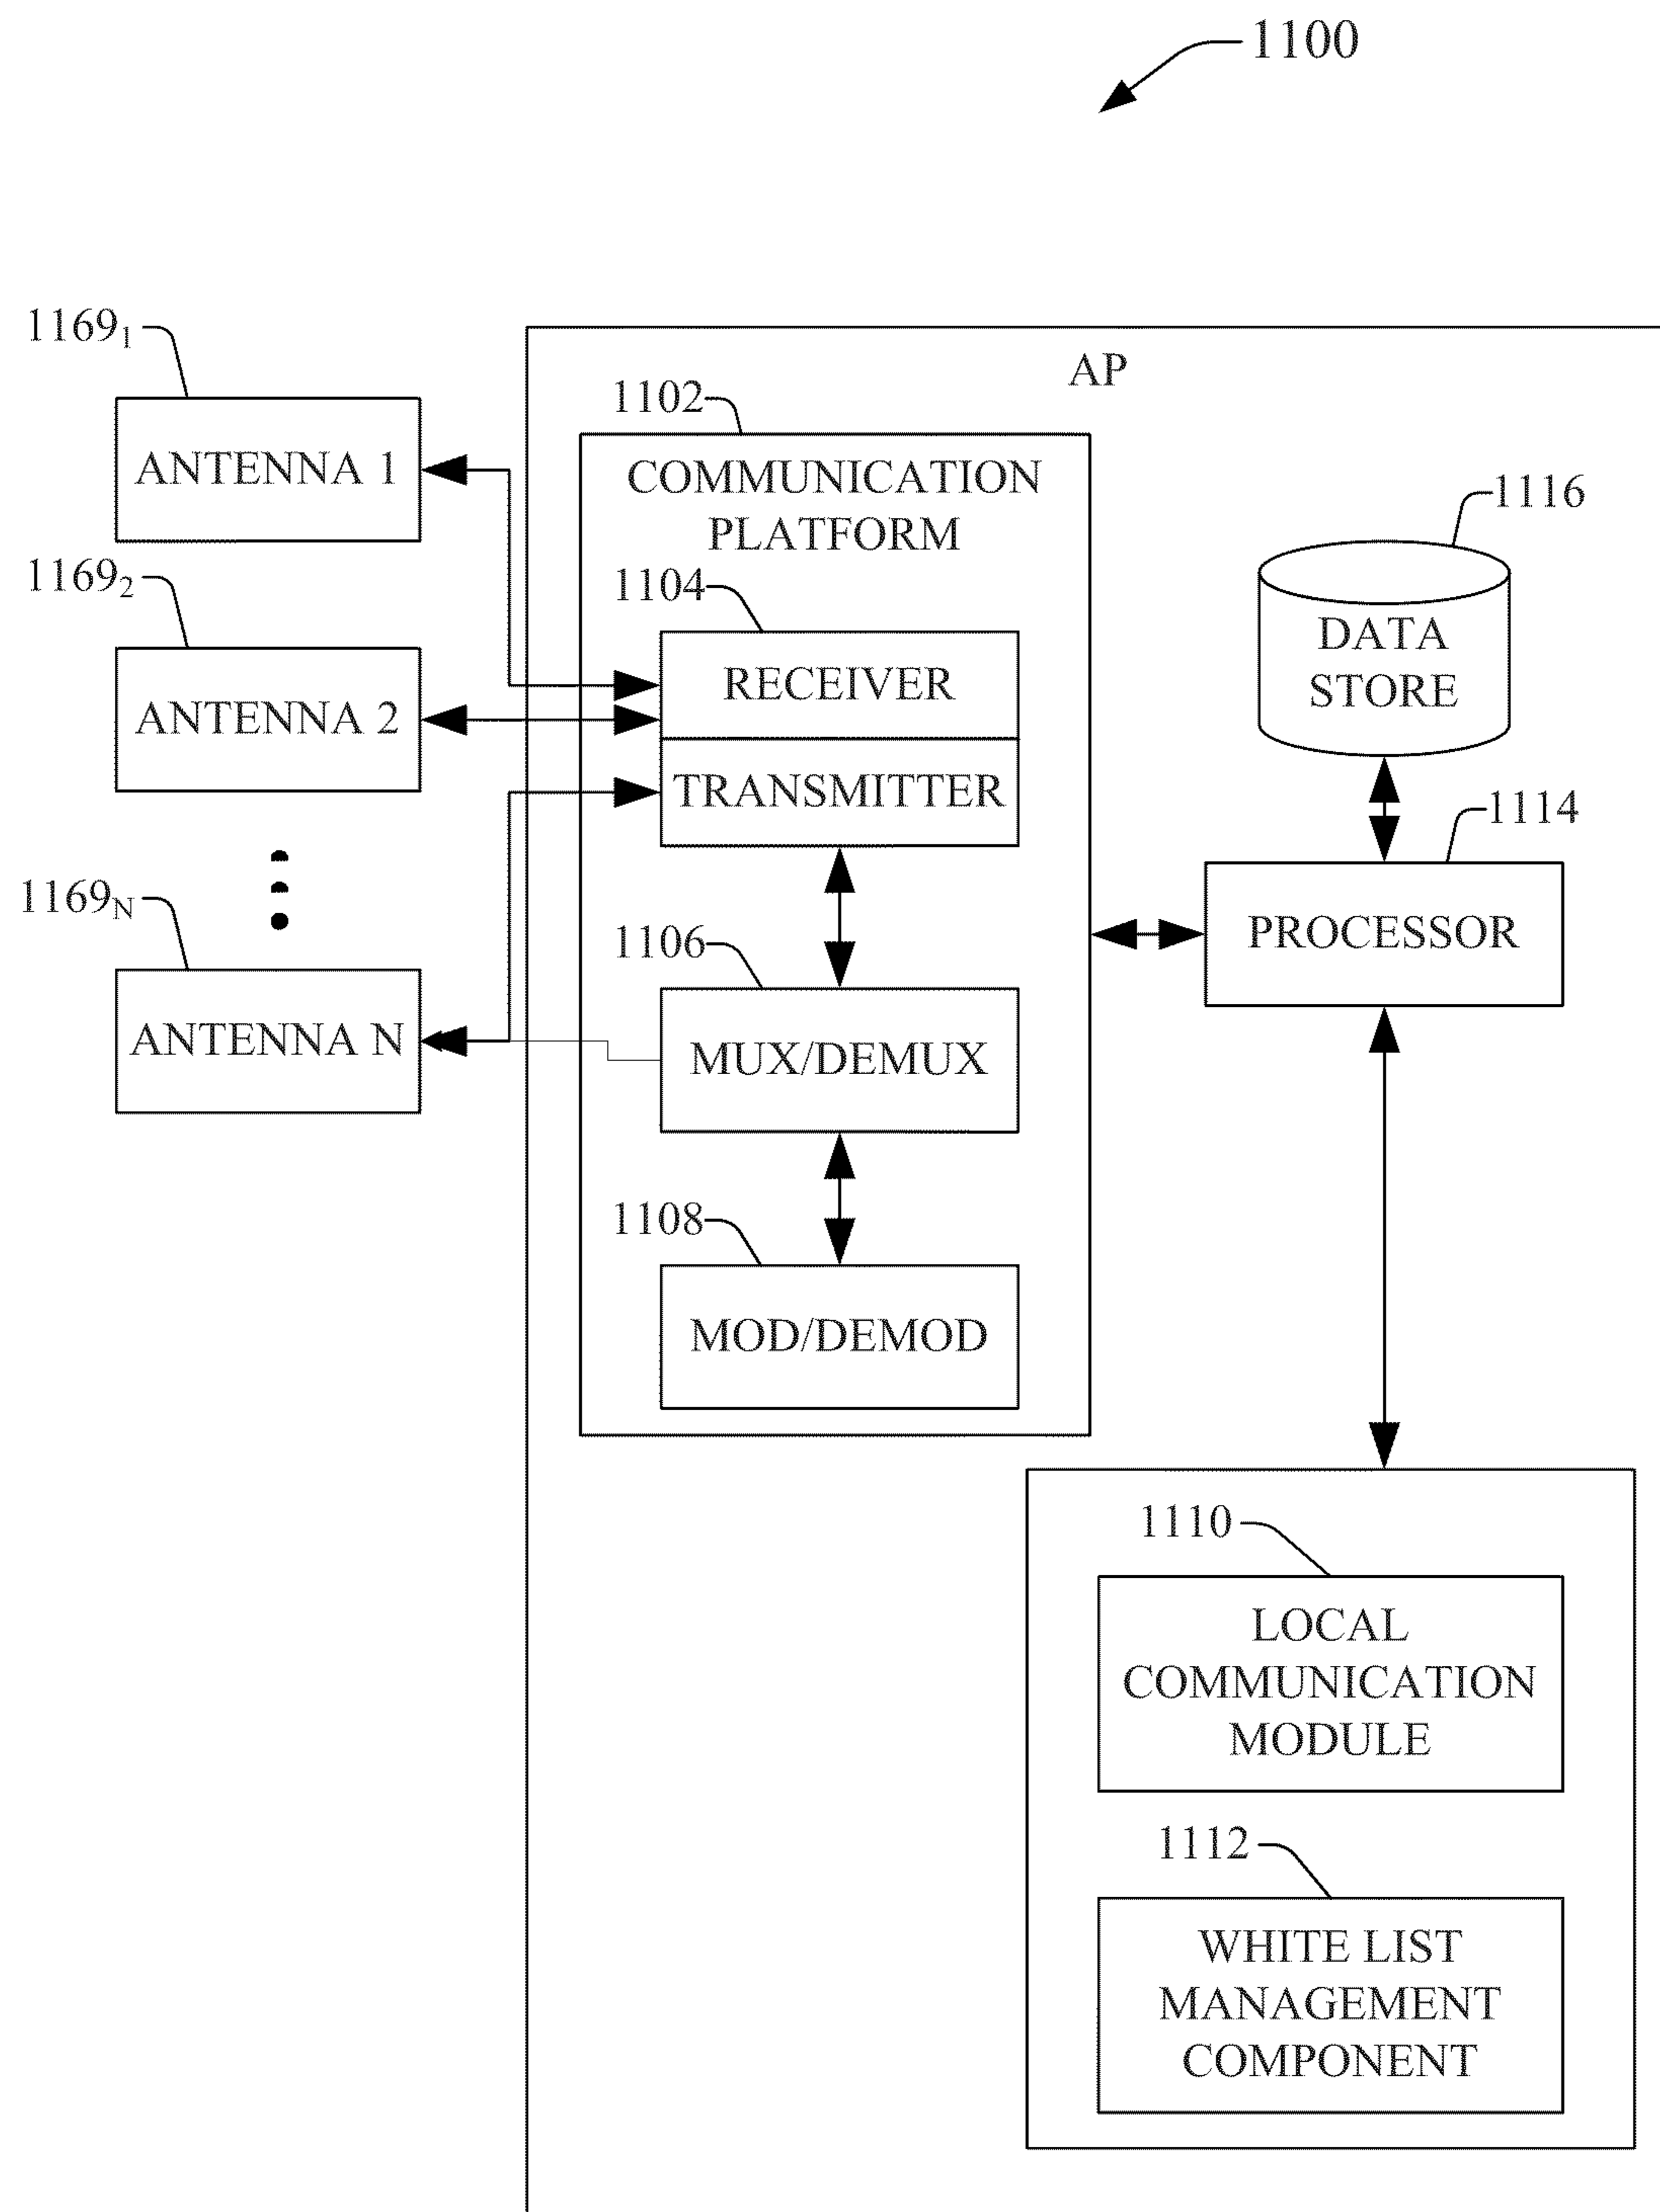 1100
1169₁
ANTENNA 1
1169₂
ANTENNA 2
1169_N
ANTENNA N
AP
1102
COMMUNICATION
PLATFORM
1104
RECEIVER
TRANSMITTER
1106
MUX/DEMUX
1108
MOD/DEMOD
1116
DATA
STORE
1114
PROCESSOR
1110
LOCAL
COMMUNICATION
MODULE
1112
WHITE LIST
MANAGEMENT
COMPONENT